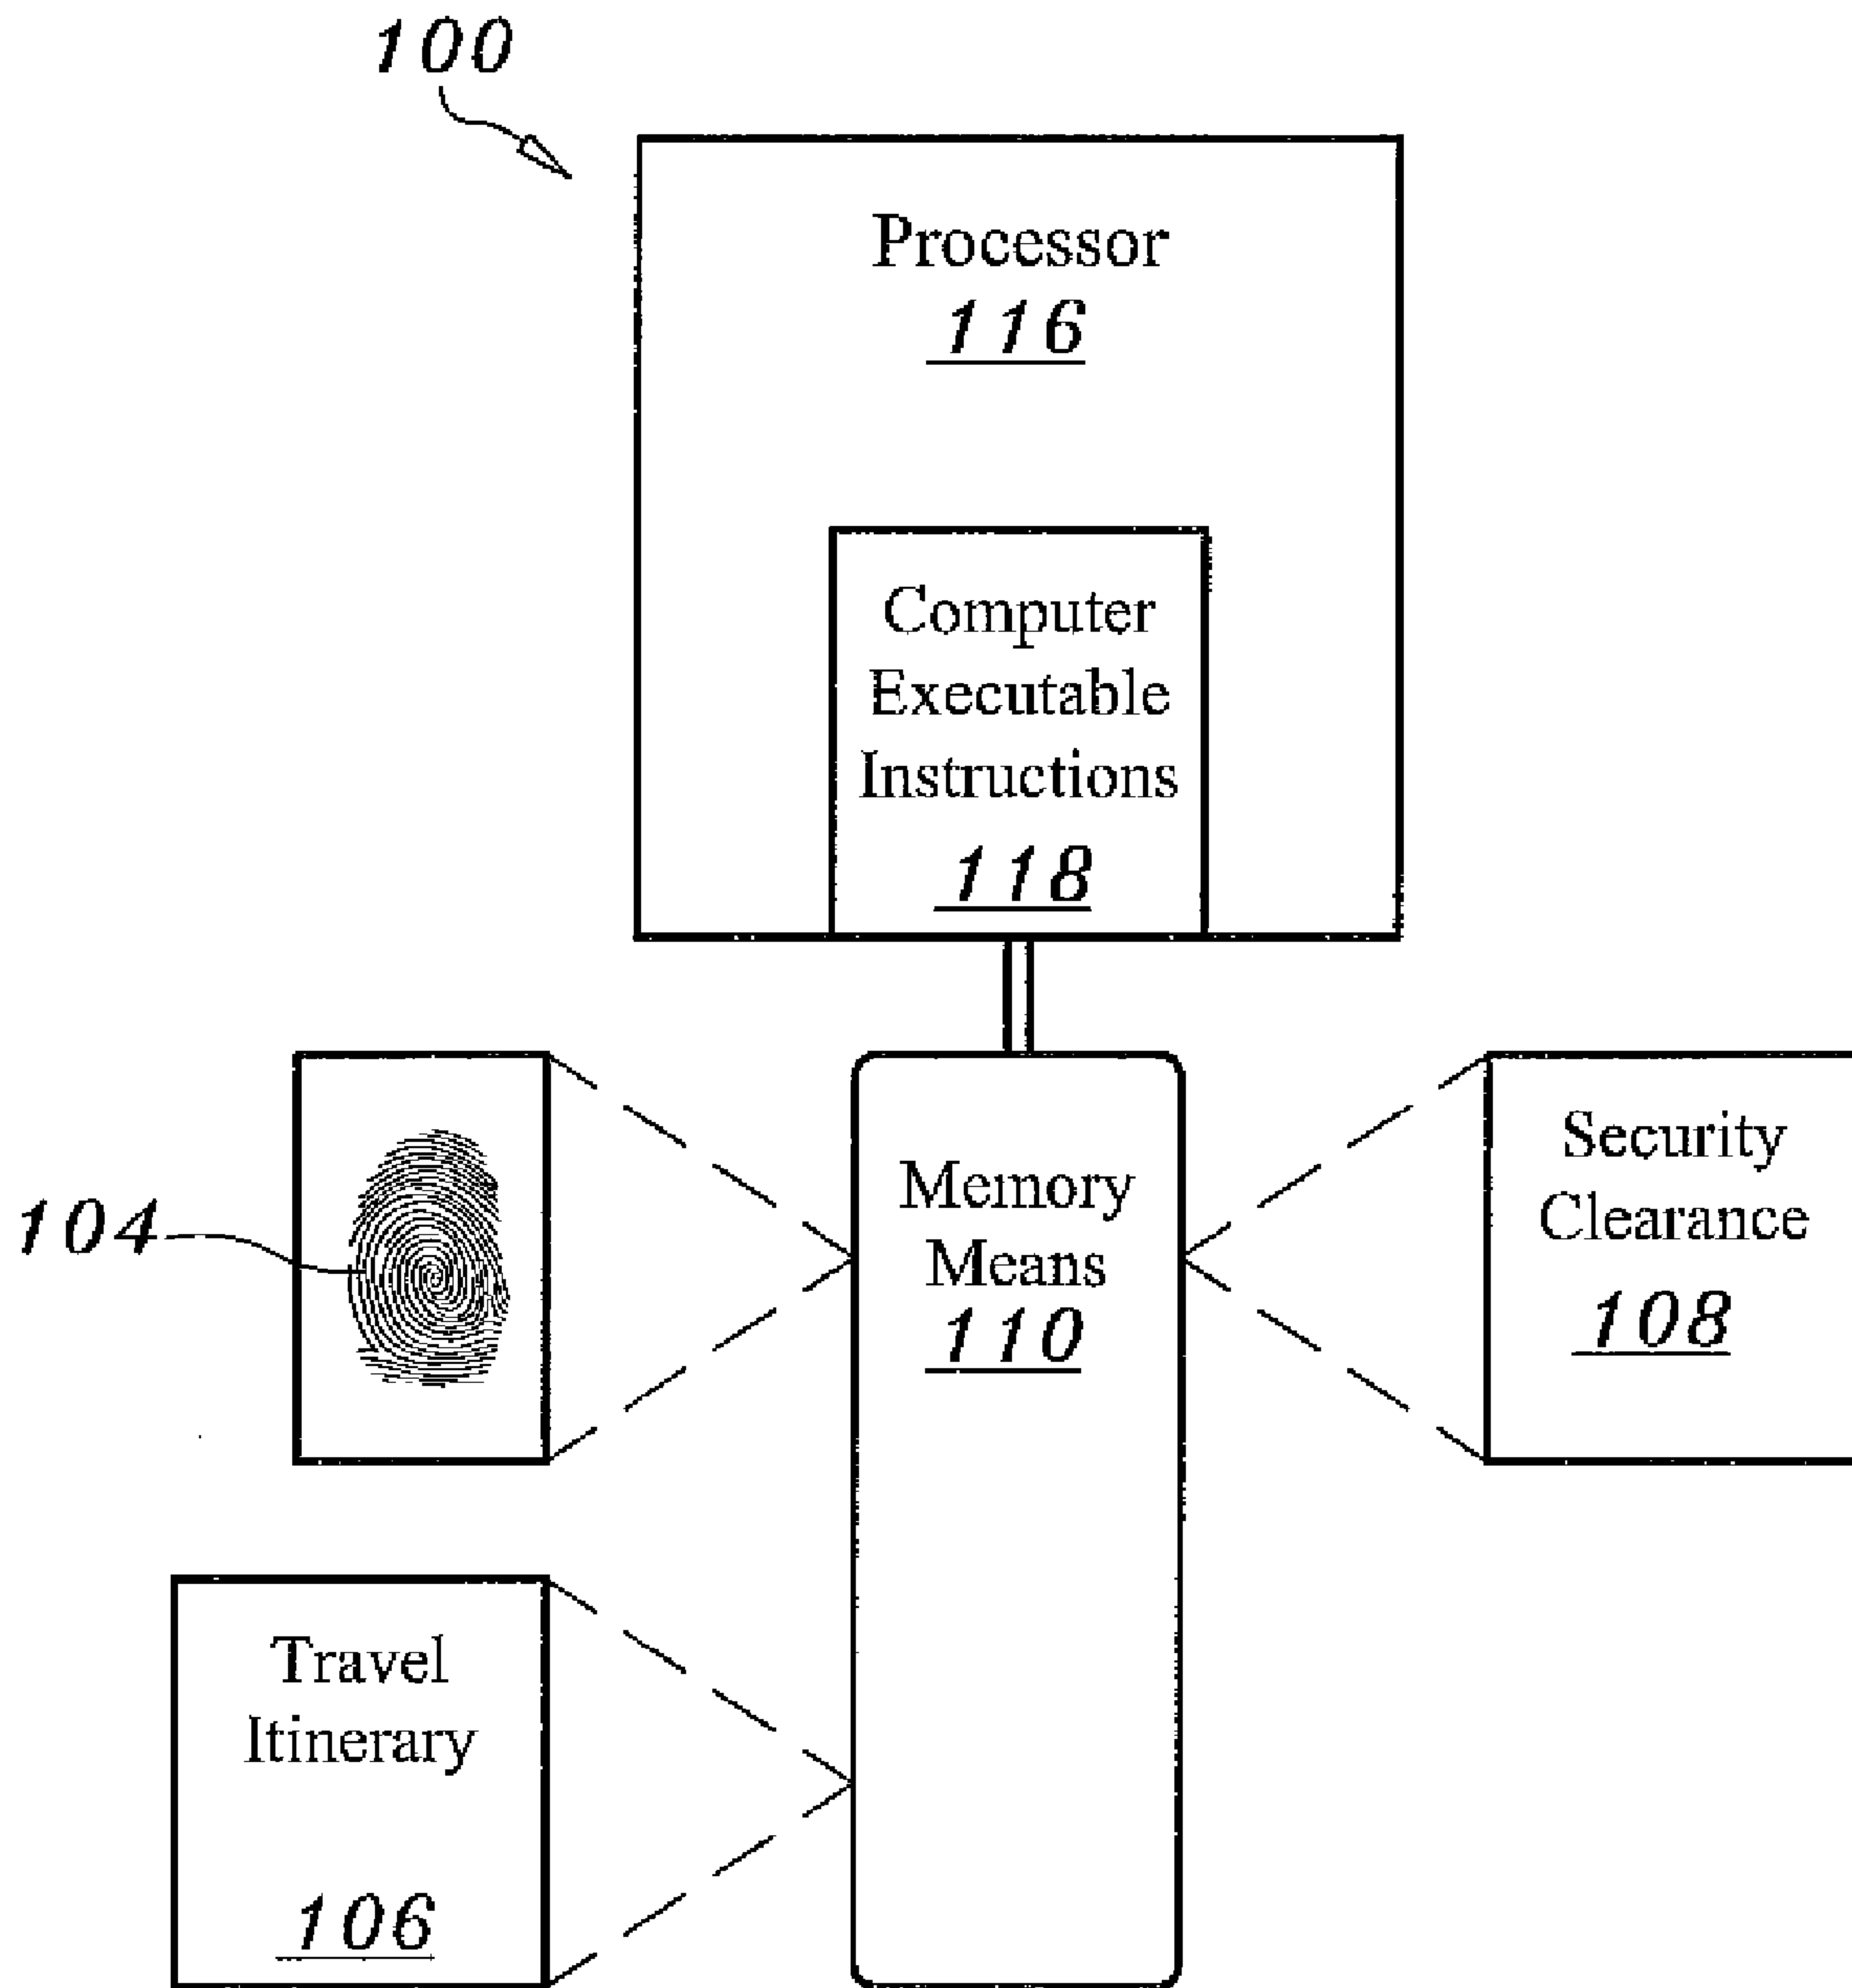 100
Processor
116
Computer
Executable
Instructions
118
104
Memory
Means
110
Security
Clearance
108
Travel
Itinerary
106